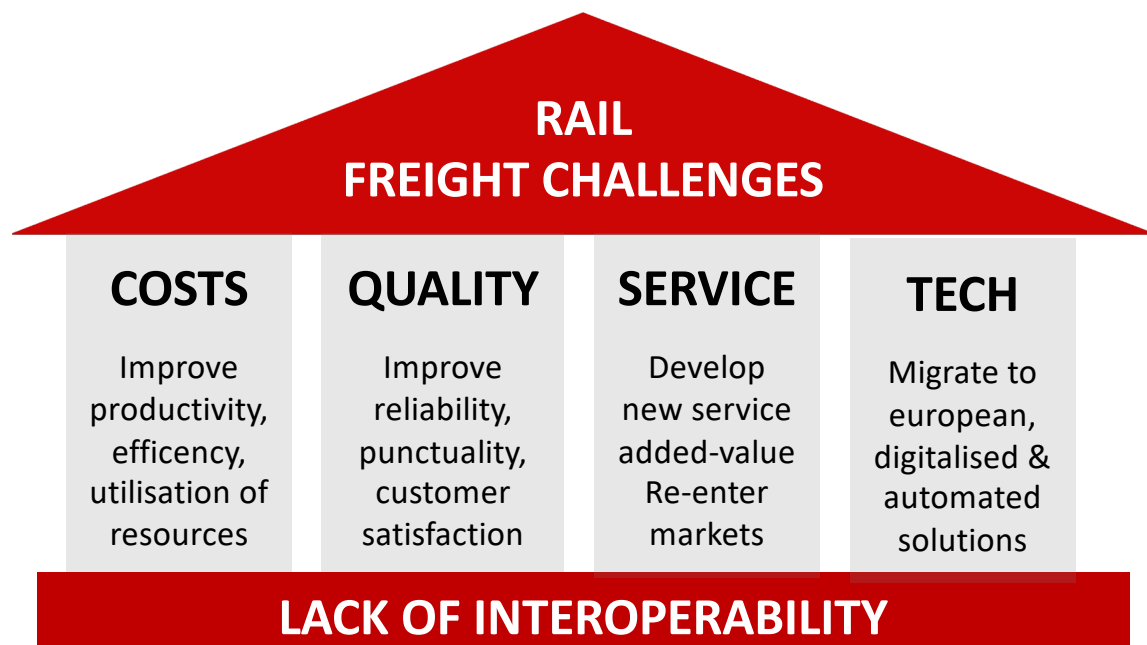 RAIL
FREIGHT CHALLENGES
COSTS
Improve
productivity,
efficency,
utilisation of
resources
QUALITY
Improve
reliability,
punctuality,
customer
satisfaction
SERVICE
Develop
new service
added-value
Re-enter
markets
TECH
Migrate to
european,
digitalised &
automated
solutions
LACK OF INTEROPERABILITY